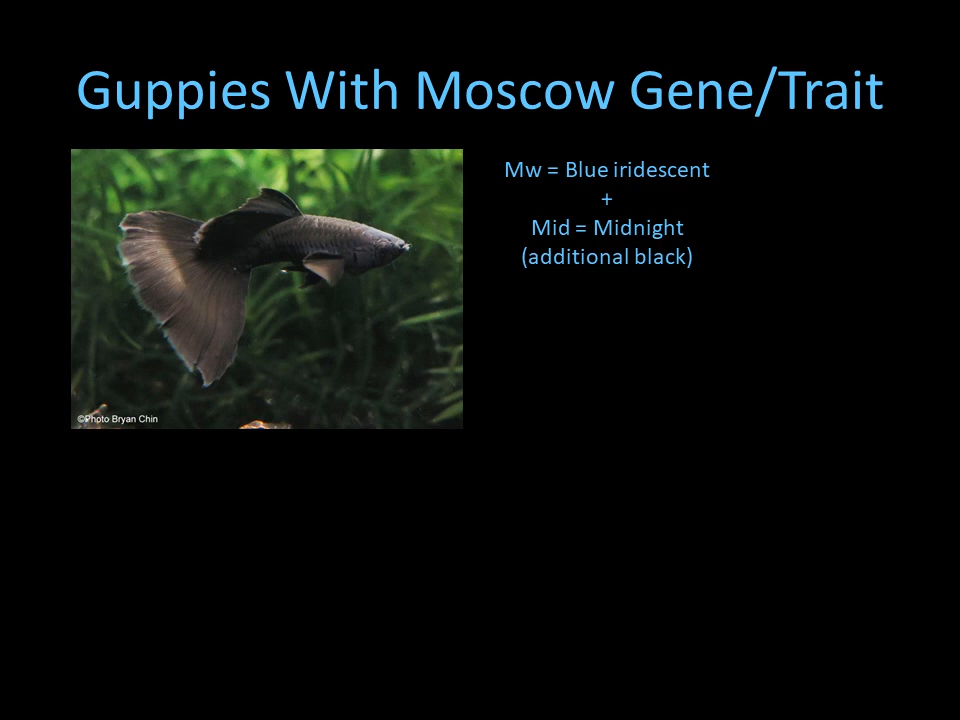 Guppies With Moscow Gene/Trait
Mw = Blue iridescent
+
Mid = Midnight
(additional black)
©Photo Bryan Chin